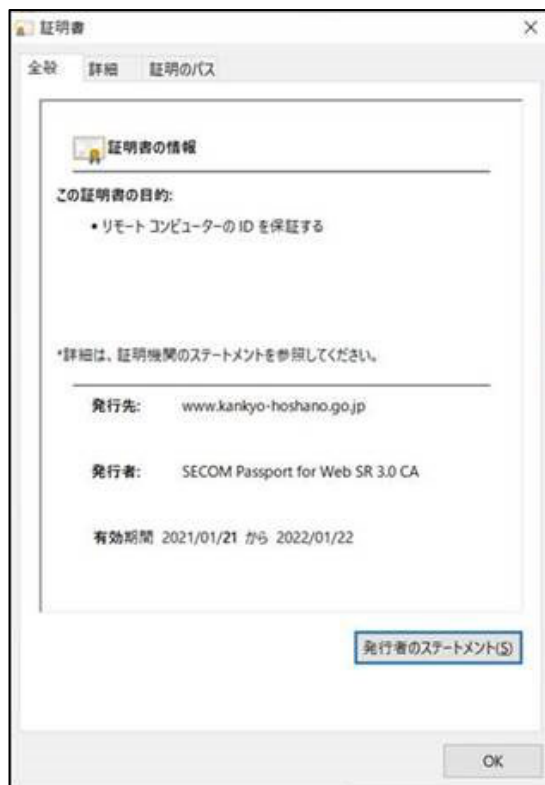 証明書
全般 詳細 証明のパス
証明書の情報
この証明書の目的:
• リモート コンピューターの ID を保証する
*詳細は、証明機関のステートメントを参照してください。
発行先: www.kankyo-hoshano.go.jp
発行者: SECOM Passport for Web SR 3.0 CA
有効期間 2021/01/21 から 2022/01/22
発行者のステートメント(S)
OK